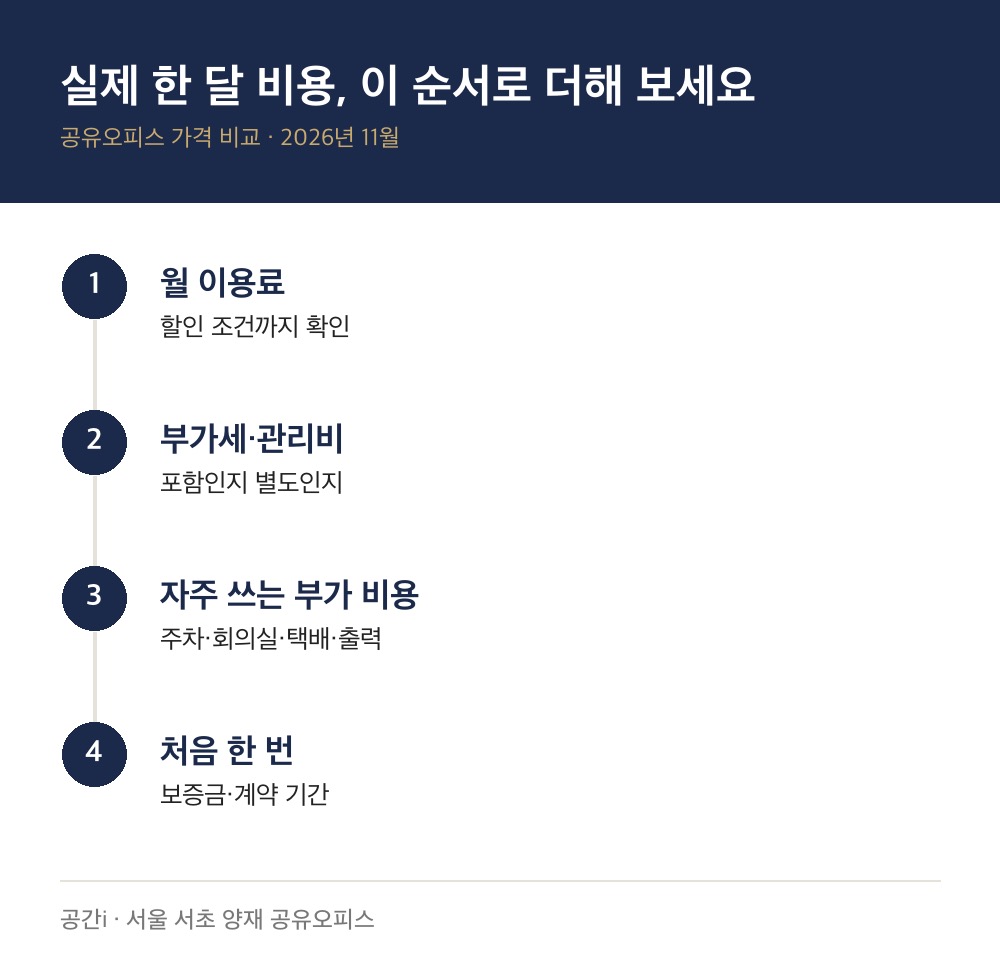 실제 한 달 비용, 이 순서로 더해 보세요
공유오피스 가격 비교 · 2026년 11월
1
월 이용료
할인 조건까지 확인
2
부가세·관리비
포함인지 별도인지
3
자주 쓰는 부가 비용
주차·회의실·택배·출력
4
처음 한 번
보증금·계약 기간
공간i · 서울 서초 양재 공유오피스